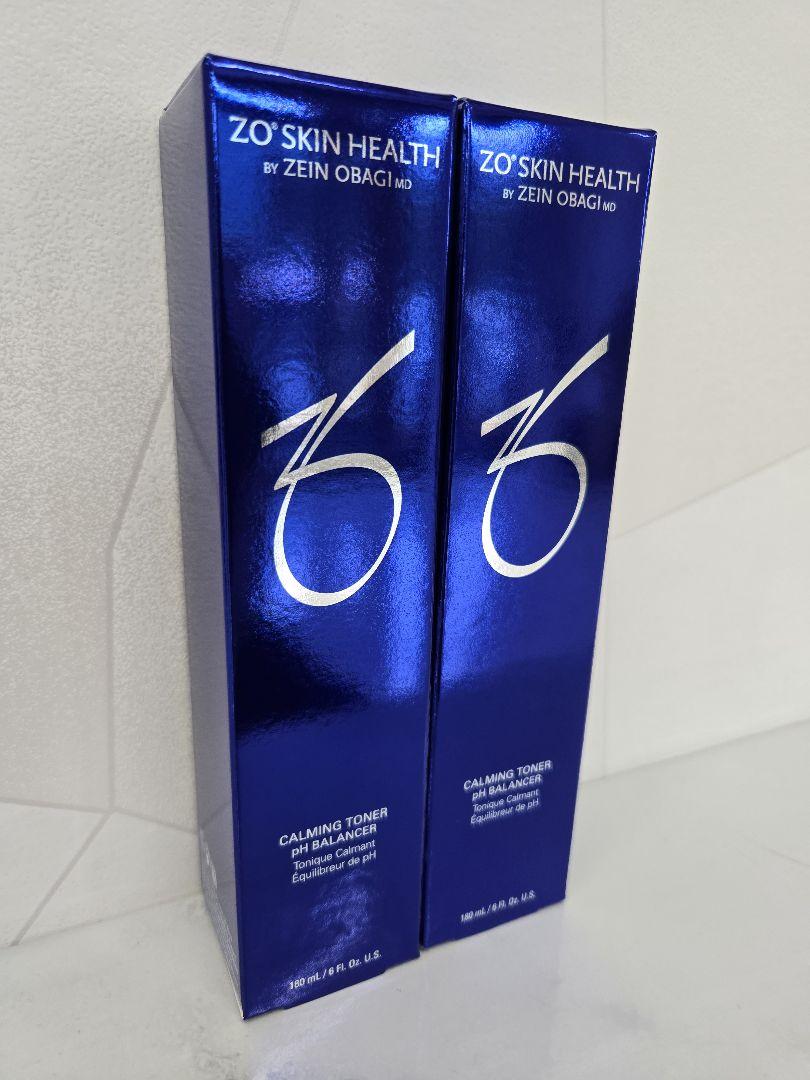 ZO® SKIN HEALTH
BY ZEIN OBAGI MD
CALMING TONER
pH BALANCER
Tonique Calmant
Équilibreur de pH
180 mL / 6 Fl. Oz. U.S.
ZO® SKIN HEALTH
BY ZEIN OBAGI MD
CALMING TONER
pH BALANCER
Tonique Calmant
Équilibreur de pH
180 mL / 6 Fl. Oz. U.S.